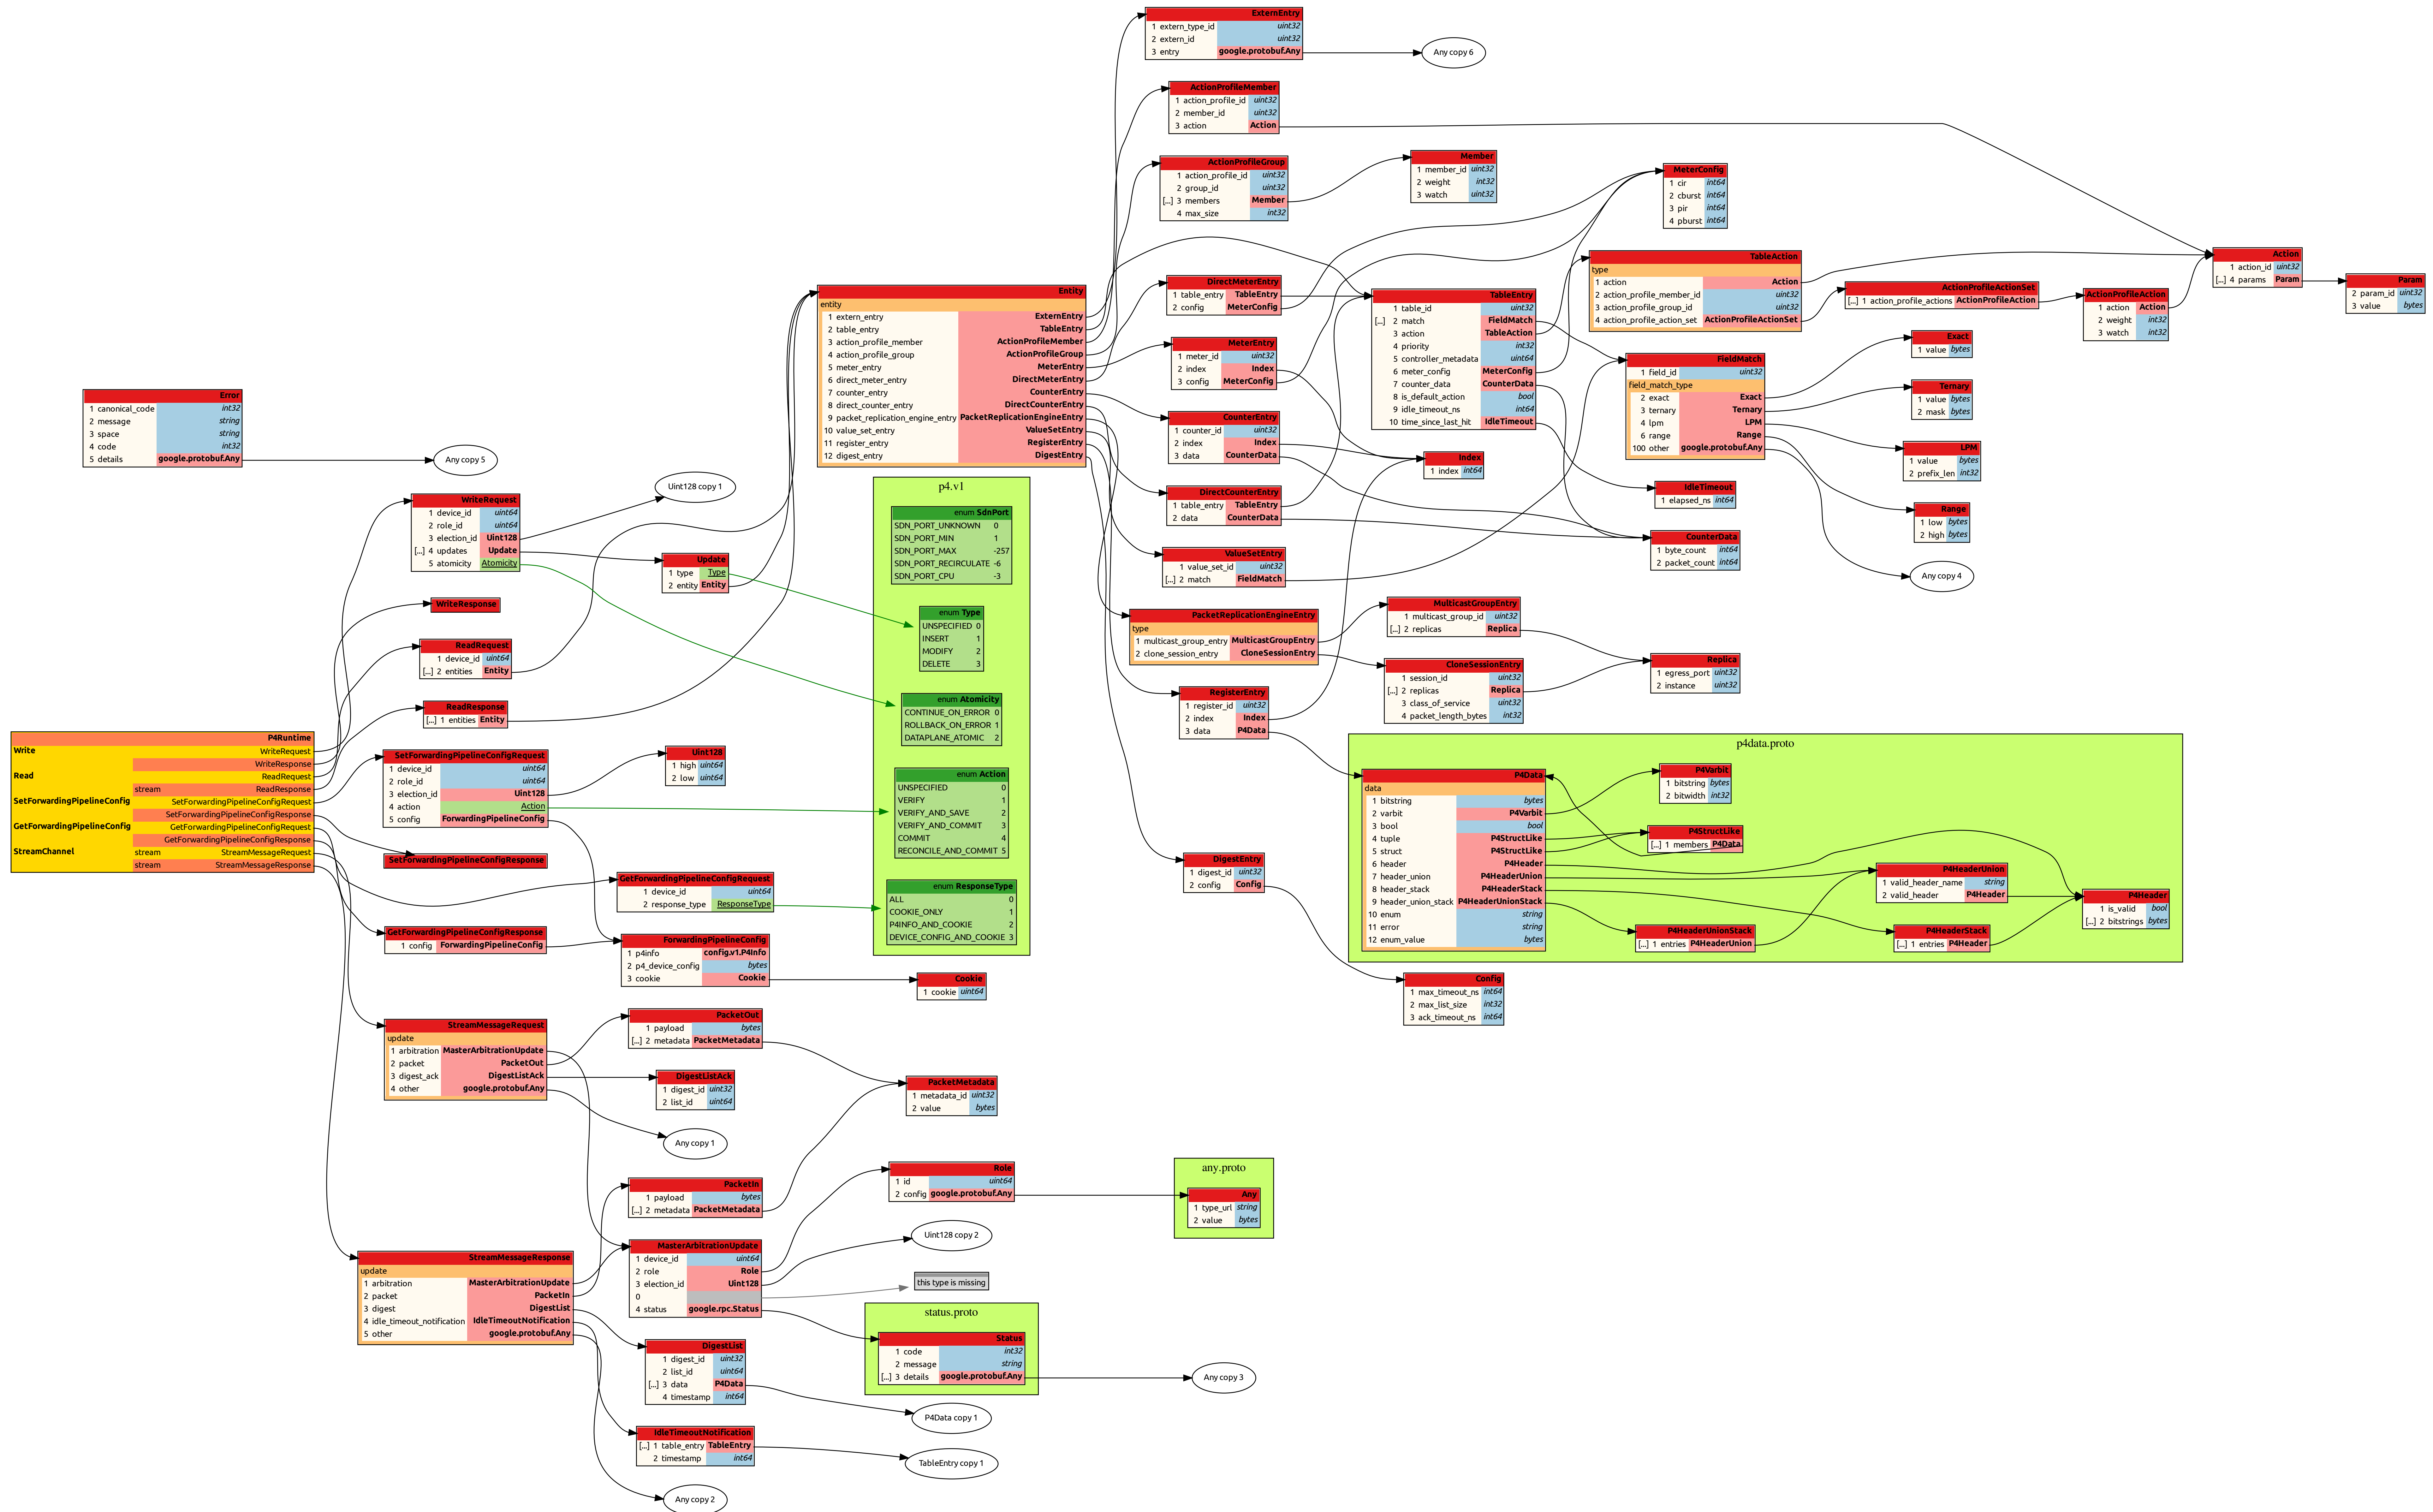 ExternEntry
1 extern_type_id uint32
2 extern_id uint32
3 entry google.protobuf.Any
Any copy 6
ActionProfileMember
1 action_profile_id uint32
2 member_id uint32
3 action Action
ActionProfileGroup
1 action_profile_id uint32
2 group_id uint32
[...] 3 members Member
4 max_size int32
Member
1 member_id uint32
2 weight int32
3 watch uint32
MeterConfig
1 cir int64
2 cburst int64
3 pir int64
4 pburst int64
Entity
entity
1 extern_entry ExternEntry
2 table_entry TableEntry
3 action_profile_member ActionProfileMember
4 action_profile_group ActionProfileGroup
5 meter_entry MeterEntry
6 direct_meter_entry DirectMeterEntry
7 counter_entry CounterEntry
8 direct_counter_entry DirectCounterEntry
9 packet_replication_engine_entry PacketReplicationEngineEntry
10 value_set_entry ValueSetEntry
11 register_entry RegisterEntry
12 digest_entry DigestEntry
DirectMeterEntry
1 table_entry TableEntry
2 config MeterConfig
MeterEntry
1 meter_id uint32
2 index Index
3 config MeterConfig
CounterEntry
1 counter_id uint32
2 index Index
3 data CounterData
DirectCounterEntry
1 table_entry TableEntry
2 data CounterData
ValueSetEntry
1 value_set_id uint32
[...] 2 match FieldMatch
TableEntry
1 table_id uint32
[...] 2 match FieldMatch
3 action TableAction
4 priority int32
5 controller_metadata uint64
6 meter_config MeterConfig
7 counter_data CounterData
8 is_default_action bool
9 idle_timeout_ns int64
10 time_since_last_hit IdleTimeout
Index
1 index int64
TableAction
type
1 action Action
2 action_profile_member_id uint32
3 action_profile_group_id uint32
4 action_profile_action_set ActionProfileActionSet
ActionProfileActionSet
[...] 1 action_profile_actions ActionProfileAction
ActionProfileAction
1 action Action
2 weight int32
3 watch int32
Action
1 action_id uint32
[...] 4 params Param
Param
2 param_id uint32
3 value bytes
FieldMatch
1 field_id uint32
field_match_type
2 exact Exact
3 ternary Ternary
4 lpm LPM
6 range Range
100 other google.protobuf.Any
Exact
1 value bytes
Ternary
1 value bytes
2 mask bytes
LPM
1 value bytes
2 prefix_len int32
Range
1 low bytes
2 high bytes
Any copy 4
IdleTimeout
1 elapsed_ns int64
CounterData
1 byte_count int64
2 packet_count int64
Error
1 canonical_code int32
2 message string
3 space string
4 code int32
5 details google.protobuf.Any
Any copy 5
WriteRequest
1 device_id uint64
2 role_id uint64
3 election_id Uint128
[...] 4 updates Update
5 atomicity Atomicity
Uint128 copy 1
Update
1 type Type
2 entity Entity
WriteResponse
ReadRequest
1 device_id uint64
[...] 2 entities Entity
ReadResponse
[...] 1 entities Entity
p4.v1
enum SdnPort
SDN_PORT_UNKNOWN 0
SDN_PORT_MIN 1
SDN_PORT_MAX -257
SDN_PORT_RECIRCULATE -6
SDN_PORT_CPU -3
enum Type
UNSPECIFIED 0
INSERT 1
MODIFY 2
DELETE 3
enum Atomicity
CONTINUE_ON_ERROR 0
ROLLBACK_ON_ERROR 1
DATAPLANE_ATOMIC 2
enum Action
UNSPECIFIED 0
VERIFY 1
VERIFY_AND_SAVE 2
VERIFY_AND_COMMIT 3
COMMIT 4
RECONCILE_AND_COMMIT 5
enum ResponseType
ALL 0
COOKIE_ONLY 1
P4INFO_AND_COOKIE 2
DEVICE_CONFIG_AND_COOKIE 3
PacketReplicationEngineEntry
type
1 multicast_group_entry MulticastGroupEntry
2 clone_session_entry CloneSessionEntry
MulticastGroupEntry
1 multicast_group_id uint32
[...] 2 replicas Replica
CloneSessionEntry
1 session_id uint32
[...] 2 replicas Replica
3 class_of_service uint32
4 packet_length_bytes int32
Replica
1 egress_port uint32
2 instance uint32
RegisterEntry
1 register_id uint32
2 index Index
3 data P4Data
DigestEntry
1 digest_id uint32
2 config Config
P4Runtime
Write WriteRequest
WriteResponse
Read ReadRequest
stream ReadResponse
SetForwardingPipelineConfig SetForwardingPipelineConfigRequest
SetForwardingPipelineConfigResponse
GetForwardingPipelineConfig GetForwardingPipelineConfigRequest
GetForwardingPipelineConfigResponse
StreamChannel stream StreamMessageRequest
stream StreamMessageResponse
SetForwardingPipelineConfigRequest
1 device_id uint64
2 role_id uint64
3 election_id Uint128
4 action Action
5 config ForwardingPipelineConfig
Uint128
1 high uint64
2 low uint64
SetForwardingPipelineConfigResponse
GetForwardingPipelineConfigRequest
1 device_id uint64
2 response_type ResponseType
GetForwardingPipelineConfigResponse
1 config ForwardingPipelineConfig
ForwardingPipelineConfig
1 p4info config.v1.P4Info
2 p4_device_config bytes
3 cookie Cookie
Cookie
1 cookie uint64
p4data.proto
P4Data
data
1 bitstring bytes
2 varbit P4Varbit
3 bool bool
4 tuple P4StructLike
5 struct P4StructLike
6 header P4Header
7 header_union P4HeaderUnion
8 header_stack P4HeaderStack
9 header_union_stack P4HeaderUnionStack
10 enum string
11 error string
12 enum_value bytes
P4Varbit
1 bitstring bytes
2 bitwidth int32
P4StructLike
[...] 1 members P4Data
P4HeaderUnion
1 valid_header_name string
2 valid_header P4Header
P4HeaderUnionStack
[...] 1 entries P4HeaderUnion
P4HeaderStack
[...] 1 entries P4Header
P4Header
1 is_valid bool
[...] 2 bitstrings bytes
Config
1 max_timeout_ns int64
2 max_list_size int32
3 ack_timeout_ns int64
StreamMessageRequest
update
1 arbitration MasterArbitrationUpdate
2 packet PacketOut
3 digest_ack DigestListAck
4 other google.protobuf.Any
PacketOut
1 payload bytes
[...] 2 metadata PacketMetadata
DigestListAck
1 digest_id uint32
2 list_id uint64
Any copy 1
PacketMetadata
1 metadata_id uint32
2 value bytes
PacketIn
1 payload bytes
[...] 2 metadata PacketMetadata
Role
1 id uint64
2 config google.protobuf.Any
any.proto
Any
1 type_url string
2 value bytes
StreamMessageResponse
update
1 arbitration MasterArbitrationUpdate
2 packet PacketIn
3 digest DigestList
4 idle_timeout_notification IdleTimeoutNotification
5 other google.protobuf.Any
MasterArbitrationUpdate
1 device_id uint64
2 role Role
3 election_id Uint128
0
4 status google.rpc.Status
Uint128 copy 2
this type is missing
status.proto
Status
1 code int32
2 message string
[...] 3 details google.protobuf.Any
Any copy 3
DigestList
1 digest_id uint32
2 list_id uint64
[...] 3 data P4Data
4 timestamp int64
P4Data copy 1
IdleTimeoutNotification
[...] 1 table_entry TableEntry
2 timestamp int64
TableEntry copy 1
Any copy 2